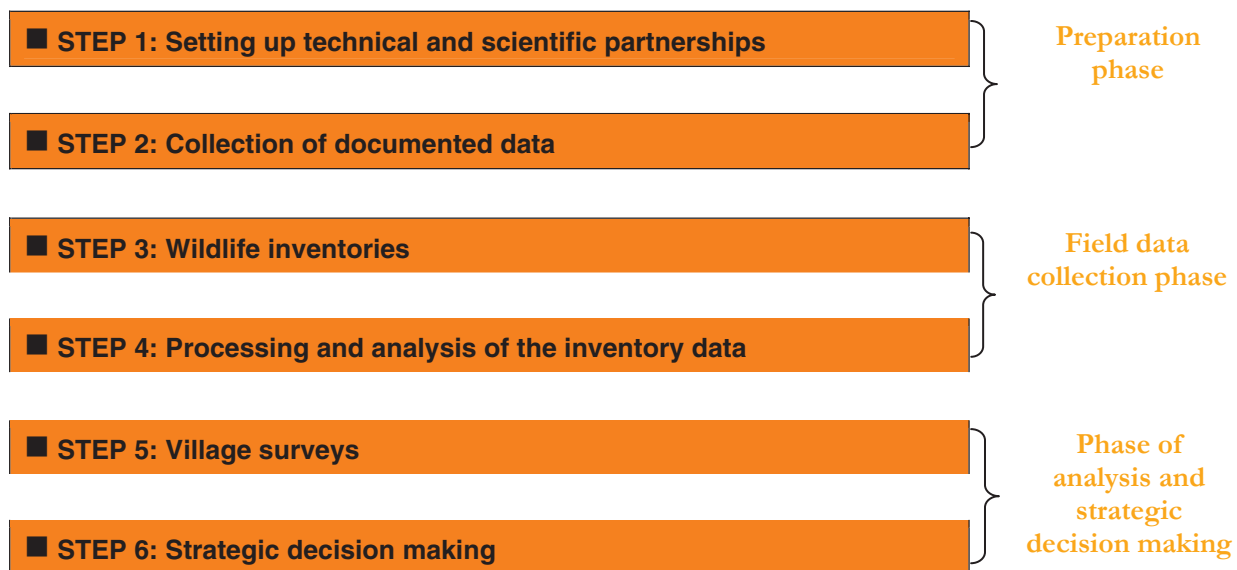 ■ STEP 1: Setting up technical and scientific partnerships
■ STEP 2: Collection of documented data
Preparation
phase
■ STEP 3: Wildlife inventories
■ STEP 4: Processing and analysis of the inventory data
Field data
collection phase
■ STEP 5: Village surveys
■ STEP 6: Strategic decision making
Phase of
analysis and
strategic
decision making